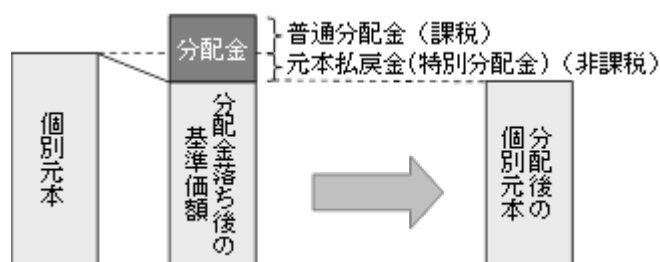 分配金
普通分配金（課税）
元本払戻金(特別分配金)（非課税）
個別元本
分配金落ち後の
基準価額
分配後の
個別元本